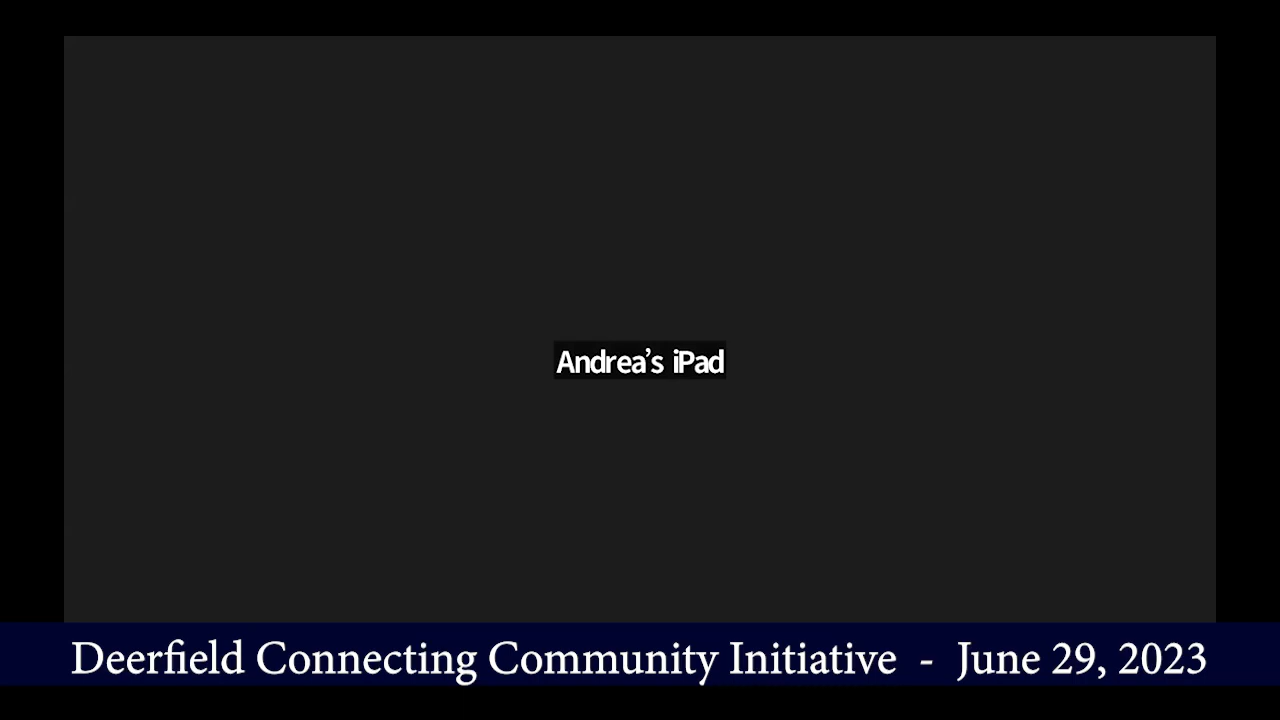 Andrea’s iPad
Deerfield Connecting Community Initiative - June 29, 2023